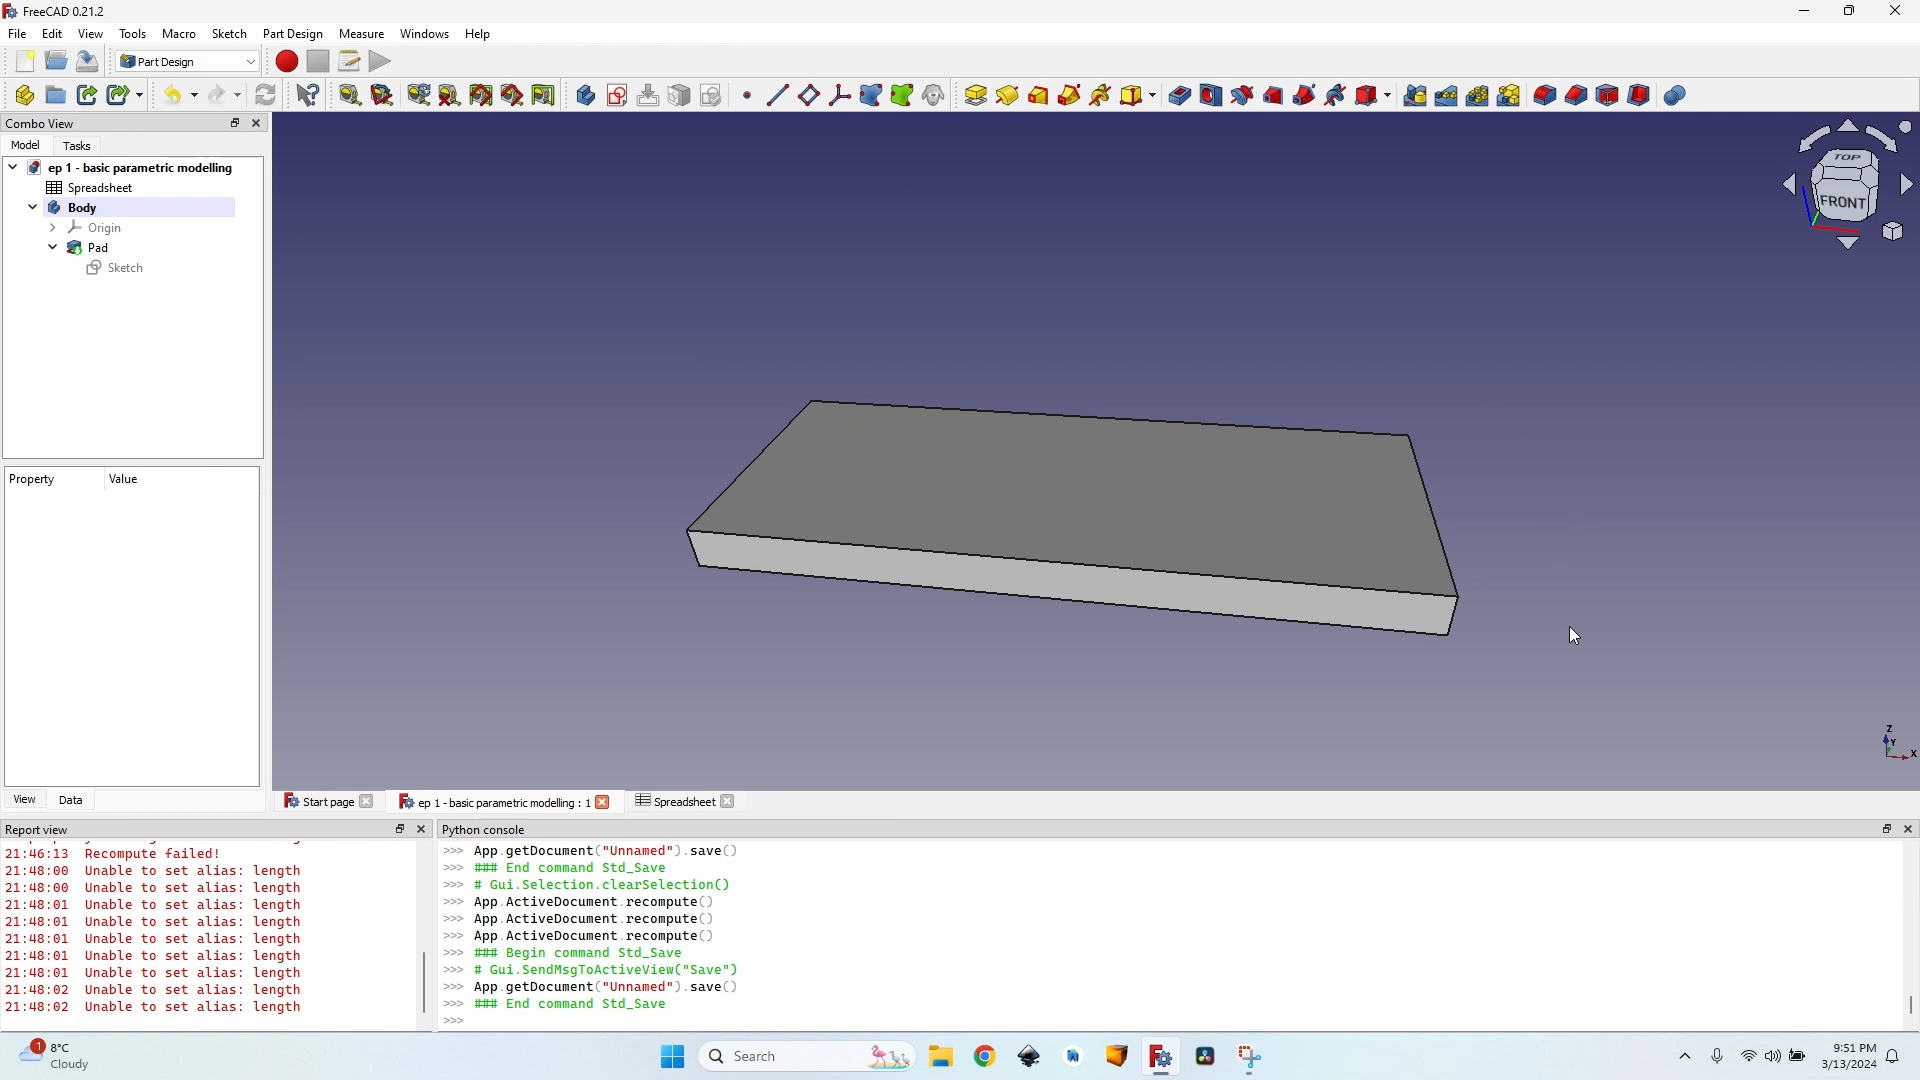 FreeCAD 0.21.2
File Edit View Tools Macro Sketch Part Design Measure Windows Help
Part Design
Combo View
Model Tasks
ep 1 - basic parametric modelling
Spreadsheet
Body
Origin
Pad
Sketch
Property Value
View Data
TOP
FRONT
Z
Y
X
Start page
ep 1 - basic parametric modelling : 1
Spreadsheet
Report view
21:46:13 Recompute failed!
21:48:00 Unable to set alias: length
21:48:00 Unable to set alias: length
21:48:01 Unable to set alias: length
21:48:01 Unable to set alias: length
21:48:01 Unable to set alias: length
21:48:01 Unable to set alias: length
21:48:01 Unable to set alias: length
21:48:02 Unable to set alias: length
21:48:02 Unable to set alias: length
Python console
>>> App.getDocument("Unnamed").save()
>>> ### End command Std_Save
>>> # Gui.Selection.clearSelection()
>>> App.ActiveDocument.recompute()
>>> App.ActiveDocument.recompute()
>>> App.ActiveDocument.recompute()
>>> ### Begin command Std_Save
>>> # Gui.SendMsgToActiveView("Save")
>>> App.getDocument("Unnamed").save()
>>> ### End command Std_Save
>>>
1
8°C
Cloudy
Search
9:51 PM
3/13/2024